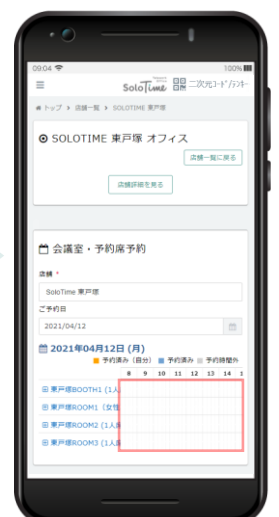 09:04 100%
SoloTime 二次元ｺｰﾄﾞ/ﾃﾝｷｰ
トップ > 店舗一覧 > SOLOTIME 東戸塚
SOLOTIME 東戸塚 オフィス
店舗一覧に戻る
店舗詳細を見る
会議室・予約席予約
店舗 *
SoloTime 東戸塚
ご予約日
2021/04/12
2021年04月12日 (月)
予約済み（自分） 予約済み 予約時間外
8 9 10 11 12 13 14 1
東戸塚BOOTH1 (1人
東戸塚ROOM1（女性
東戸塚ROOM2 (1人
東戸塚ROOM3 (1人